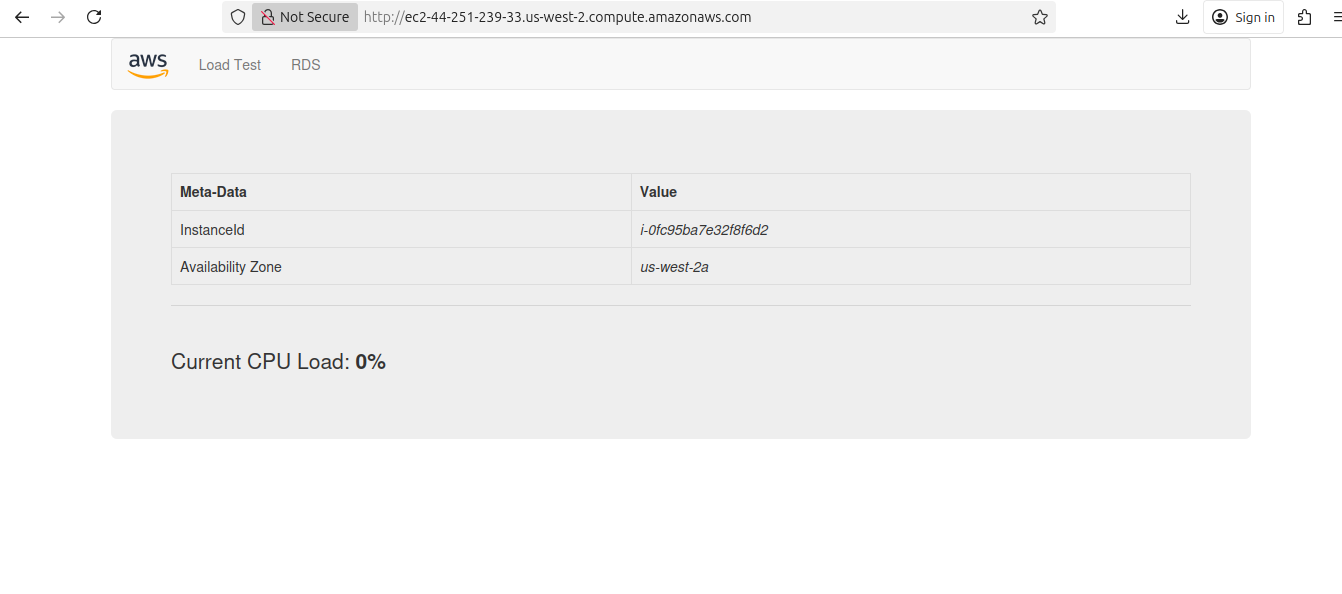 Not Secure http://ec2-44-251-239-33.us-west-2.compute.amazonaws.com Sign in
aws Load Test RDS
Meta-Data Value
InstanceId i-0fc95ba7e32f8f6d2
Availability Zone us-west-2a
Current CPU Load: 0%